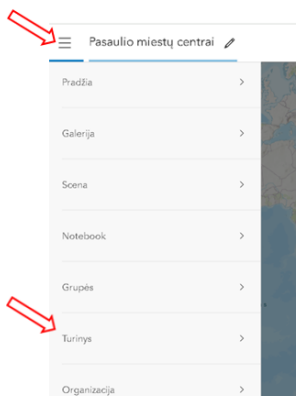 Pasaulio miestų centrai
Pradžia
Galerija
Scena
Notebook
Grupės
Turinys
Organizacija